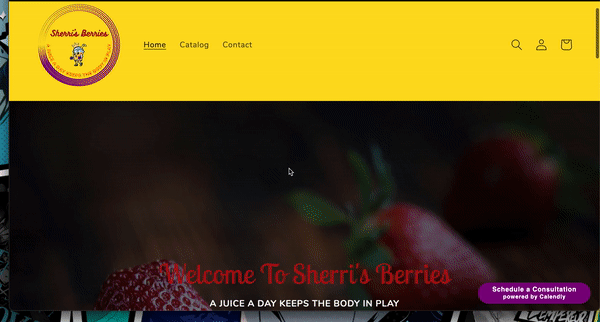 Sherri's Berries
A JUICE A DAY KEEPS THE BODY IN PLAY
Home Catalog Contact
Welcome To Sherri's Berries
A JUICE A DAY KEEPS THE BODY IN PLAY
Schedule a Consultation
powered by Calendly